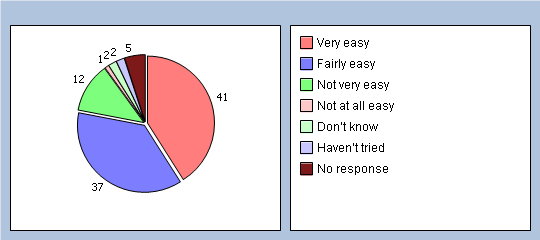 5
2
2
1
12
41
37
Very easy
Fairly easy
Not very easy
Not at all easy
Don't know
Haven't tried
No response